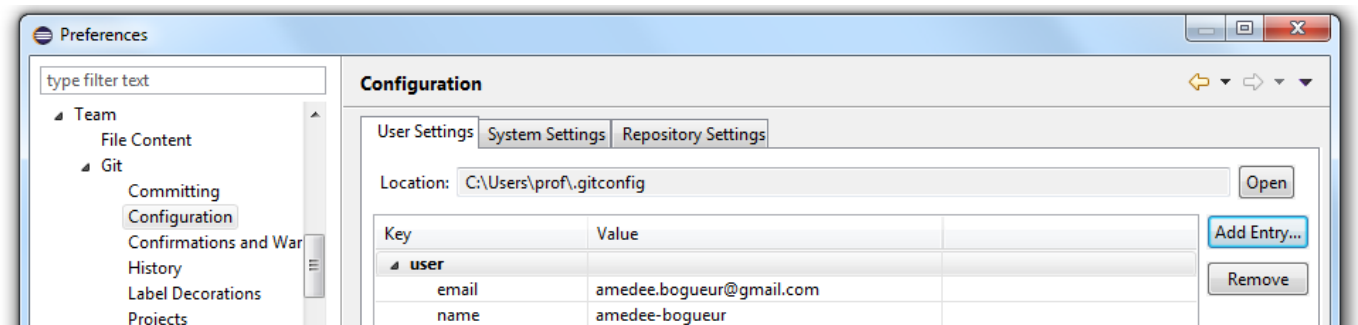 Preferences
type filter text
Team
File Content
Git
Committing
Configuration
Confirmations and War
History
Label Decorations
Projects
Configuration
User Settings System Settings Repository Settings
Location: C:\Users\prof\.gitconfig Open
Key Value Add Entry...
user
Remove
email amedee.bogueur@gmail.com
name amedee-bogueur